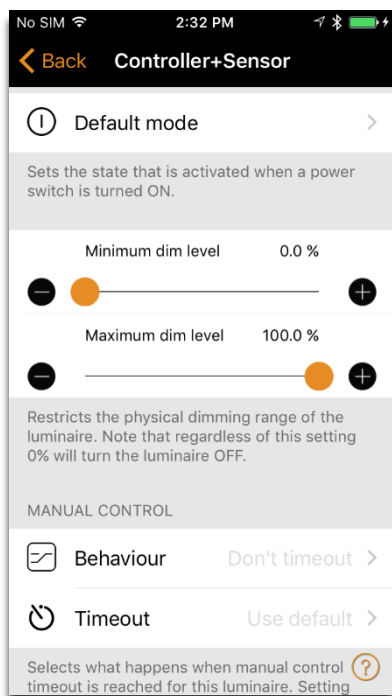 No SIM 2:32 PM
Back Controller+Sensor
Default mode
Sets the state that is activated when a power
switch is turned ON.
Minimum dim level 0.0 %
Maximum dim level 100.0 %
Restricts the physical dimming range of the
luminaire. Note that regardless of this setting
0% will turn the luminaire OFF.
MANUAL CONTROL
Behaviour Don't timeout
Timeout Use default
Selects what happens when manual control ?
timeout is reached for this luminaire. Setting